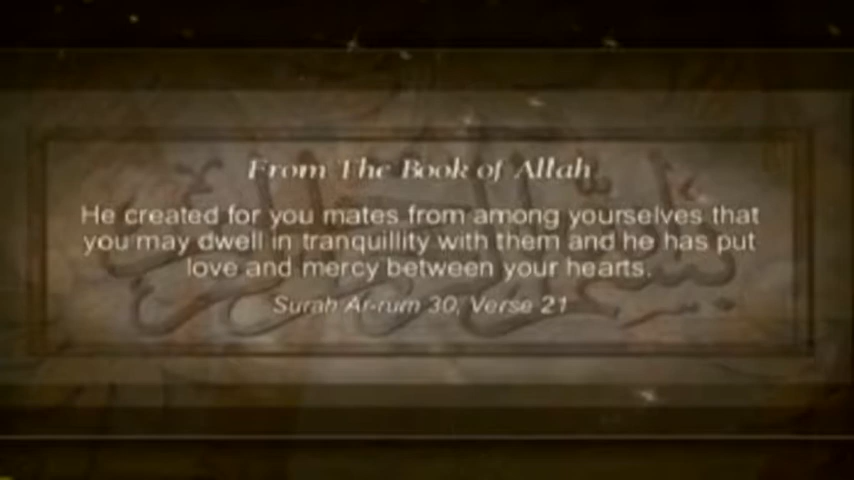 From The Book of Allah
He created for you mates from among yourselves that
you may dwell in tranquillity with them and he has put
love and mercy between your hearts.
Surah Ar-rum 30, Verse 21